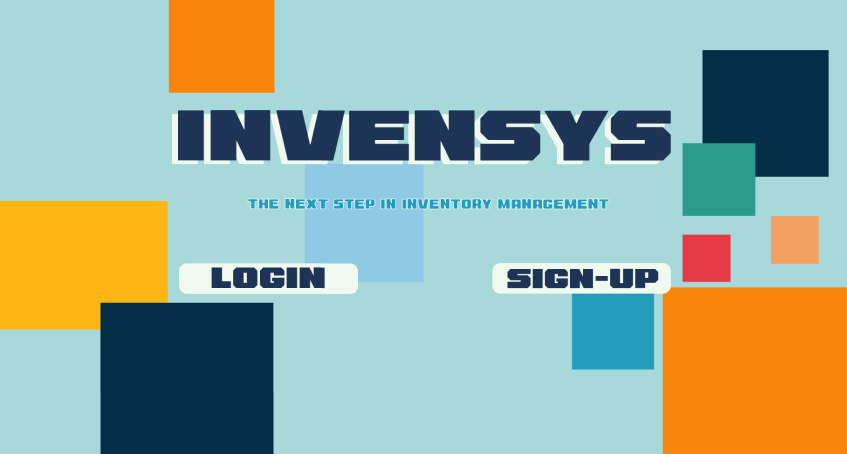 INVENSYS
THE NEXT STEP IN INVENTORY MANAGEMENT
LOGIN
SIGN-UP